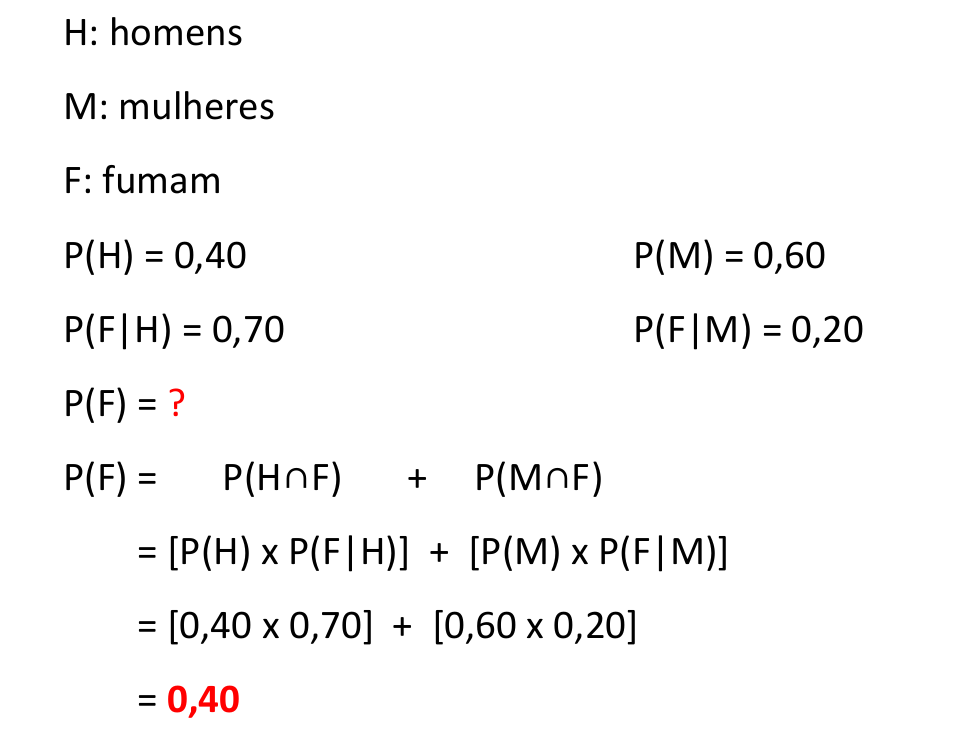 H: homens
M: mulheres
F: fumam
P(H) = 0,40 P(M) = 0,60
P(F|H) = 0,70 P(F|M) = 0,20
P(F) = ?
P(F) = P(H∩F) + P(M∩F)
= [P(H) x P(F|H)] + [P(M) x P(F|M)]
= [0,40 x 0,70] + [0,60 x 0,20]
= 0,40